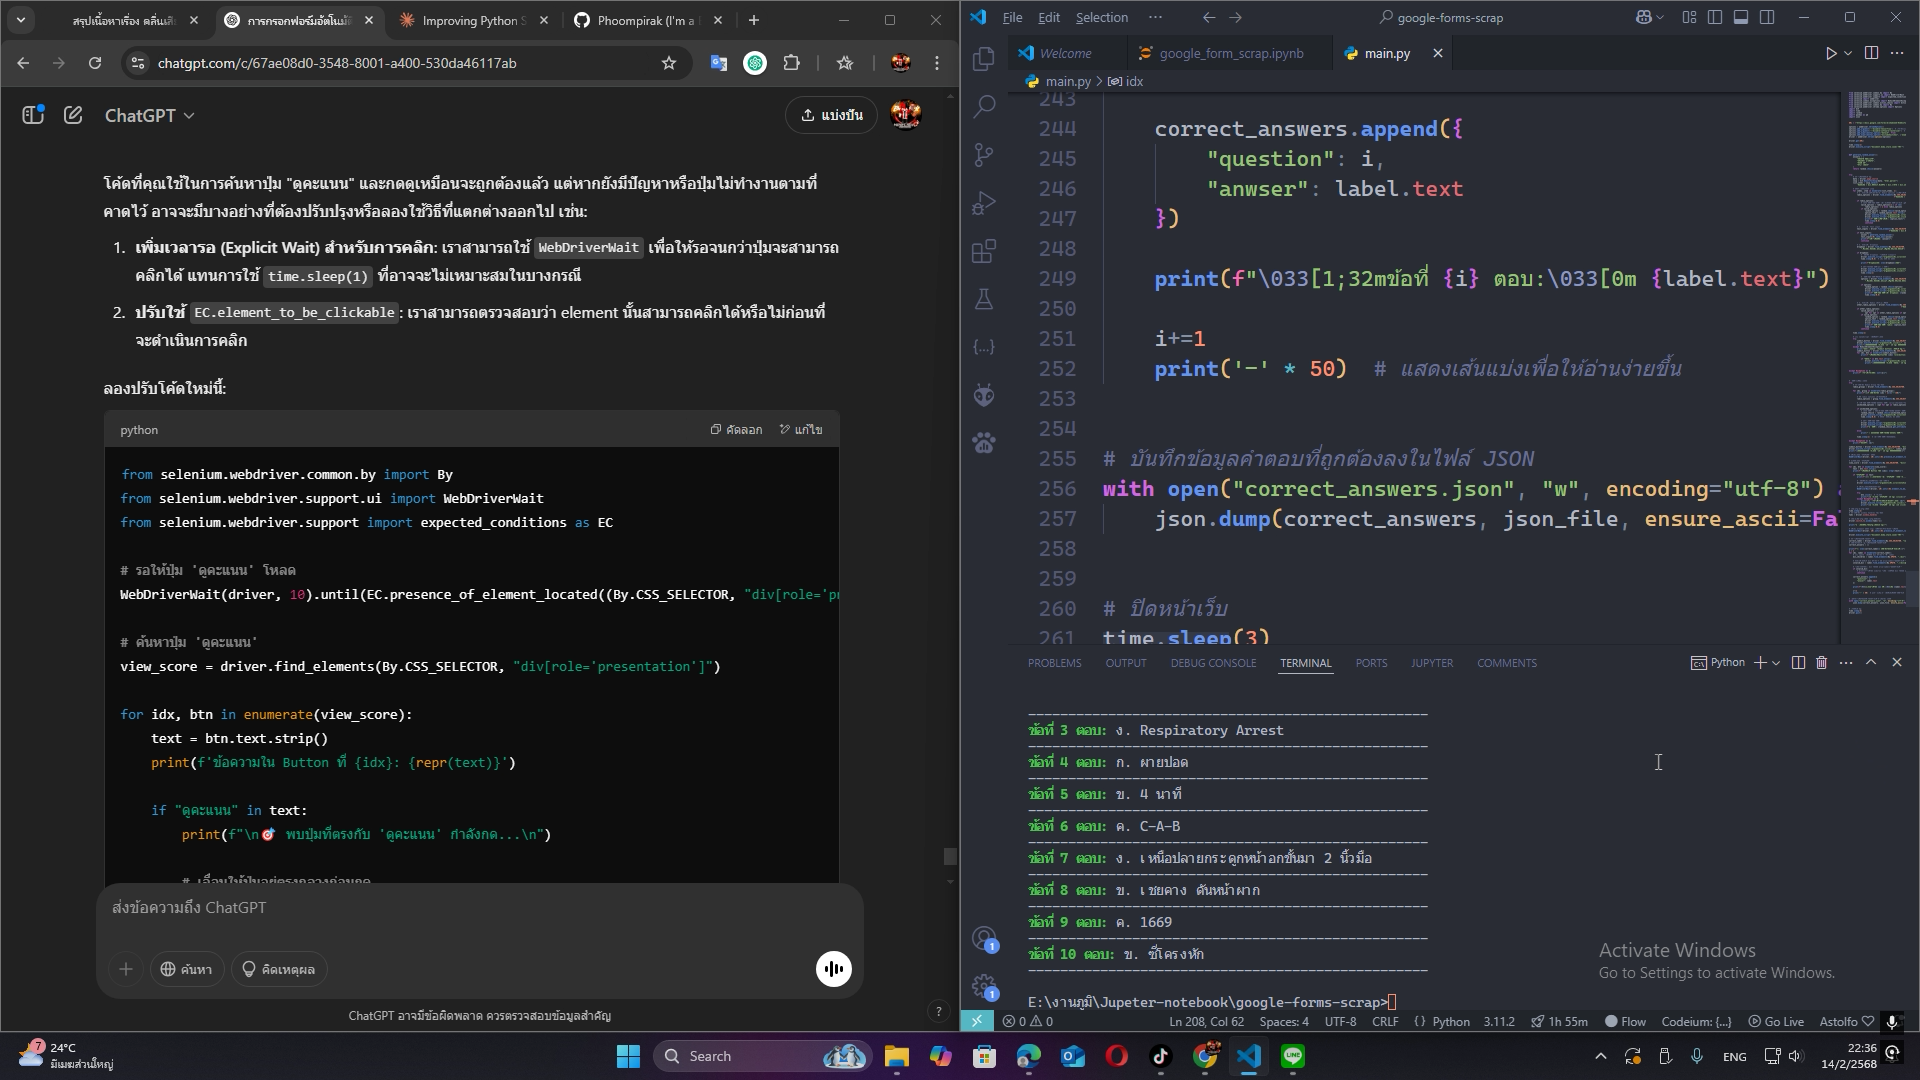 สรุปเนื้อหาเรื่อง คลื่นเสี
การกรอกฟอร์มอัตโนมั
Improving Python S
Phoompirak (I'm a
chatgpt.com/c/67ae08d0-3548-8001-a400-530da46117ab
ChatGPT
แบ่งปัน
โค้ดที่คุณใช้ในการค้นหาปุ่ม "ดูคะแนน" และกดดูเหมือนจะถูกต้องแล้ว แต่หากยังมีปัญหาหรือปุ่มไม่ทำงานตามที่
คาดไว้ อาจจะมีบางอย่างที่ต้องปรับปรุงหรือลองใช้วิธีที่แตกต่างออกไป เช่น:
1. เพิ่มเวลารอ (Explicit Wait) สำหรับการคลิก: เราสามารถใช้ WebDriverWait เพื่อให้รอจนกว่าปุ่มจะสามารถ
คลิกได้ แทนการใช้ time.sleep(1) ที่อาจจะไม่เหมาะสมในบางกรณี
2. ปรับใช้ EC.element_to_be_clickable: เราสามารถตรวจสอบว่า element นั้นสามารถคลิกได้หรือไม่ก่อนที่
จะดำเนินการคลิก
ลองปรับโค้ดใหม่นี้:
python
คัดลอก
แก้ไข
from selenium.webdriver.common.by import By
from selenium.webdriver.support.ui import WebDriverWait
from selenium.webdriver.support import expected_conditions as EC
# รอให้ปุ่ม 'ดูคะแนน' โหลด
WebDriverWait(driver, 10).until(EC.presence_of_element_located((By.CSS_SELECTOR, "div[role='pr
# ค้นหาปุ่ม 'ดูคะแนน'
view_score = driver.find_elements(By.CSS_SELECTOR, "div[role='presentation']")
for idx, btn in enumerate(view_score):
text = btn.text.strip()
print(f'ข้อความใน Button ที่ {idx}: {repr(text)}')
if "ดูคะแนน" in text:
print(f"\n🎯 พบปุ่มที่ตรงกับ 'ดูคะแนน' กำลังกด...\n")
# เลื่อนให้ปุ่มอยู่ตรงกลางก่อนกด
ส่งข้อความถึง ChatGPT
ค้นหา
คิดเหตุผล
ChatGPT อาจมีข้อผิดพลาด ควรตรวจสอบข้อมูลสำคัญ
?
File Edit Selection ...
google-forms-scrap
Welcome
google_form_scrap.ipynb
main.py
main.py > idx
243
244 correct_answers.append({
245 "question": i,
246 "anwser": label.text
247 })
248
249 print(f"\033[1;32mข้อที่ {i} ตอบ:\033[0m {label.text}")
250
251 i+=1
252 print('-' * 50) # แสดงเส้นแบ่งเพื่อให้อ่านง่ายขึ้น
253
254
255 # บันทึกข้อมูลคำตอบที่ถูกต้องลงในไฟล์ JSON
256 with open("correct_answers.json", "w", encoding="utf-8") a
257 json.dump(correct_answers, json_file, ensure_ascii=Fa
258
259
260 # ปิดหน้าเว็บ
261 time.sleep(3)
PROBLEMS OUTPUT DEBUG CONSOLE TERMINAL PORTS JUPYTER COMMENTS
Python
--------------------------------------------------
ข้อที่ 3 ตอบ: ง. Respiratory Arrest
--------------------------------------------------
ข้อที่ 4 ตอบ: ก. ผายปอด
--------------------------------------------------
ข้อที่ 5 ตอบ: ข. 4 นาที
--------------------------------------------------
ข้อที่ 6 ตอบ: ค. C-A-B
--------------------------------------------------
ข้อที่ 7 ตอบ: ง. เหนือปลายกระดูกหน้าอกขึ้นมา 2 นิ้วมือ
--------------------------------------------------
ข้อที่ 8 ตอบ: ข. เชยคาง ดันหน้าผาก
--------------------------------------------------
ข้อที่ 9 ตอบ: ค. 1669
--------------------------------------------------
ข้อที่ 10 ตอบ: ข. ซี่โครงหัก
--------------------------------------------------
E:\งานภูมิ\Jupeter-notebook\google-forms-scrap>
Activate Windows
Go to Settings to activate Windows.
1
1
0 0 Ln 208, Col 62 Spaces: 4 UTF-8 CRLF {} Python 3.11.2 1h 55m Flow Codeium: {...} Go Live Astolfo
7
24°C
มีเมฆส่วนใหญ่
Search
LINE
ENG
22:36
14/2/2568